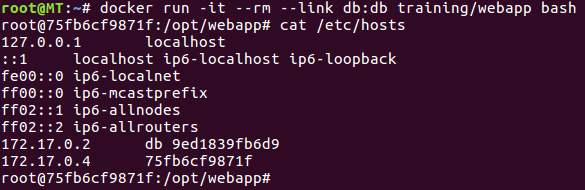 root@MT:~# docker run -it --rm --link db:db training/webapp bash
root@75fb6cf9871f:/opt/webapp# cat /etc/hosts
127.0.0.1 localhost
::1 localhost ip6-localhost ip6-loopback
fe00::0 ip6-localnet
ff00::0 ip6-mcastprefix
ff02::1 ip6-allnodes
ff02::2 ip6-allrouters
172.17.0.2 db 9ed1839fb6d9
172.17.0.4 75fb6cf9871f
root@75fb6cf9871f:/opt/webapp#